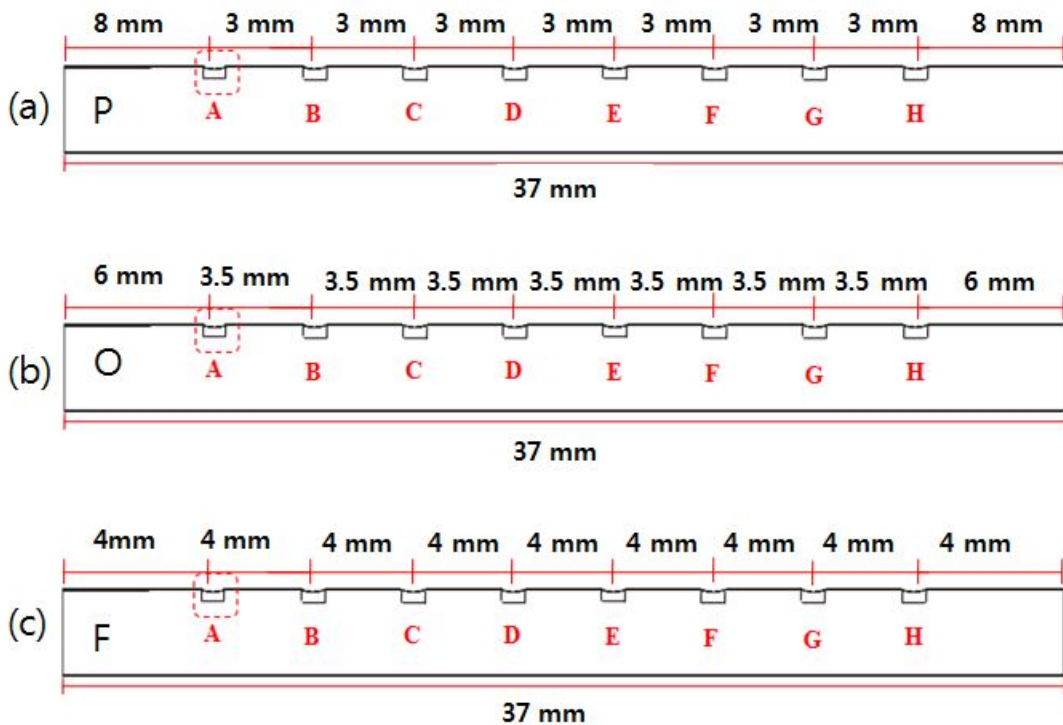 8 mm 3 mm 3 mm 3 mm 3 mm 3 mm 3 mm 3 mm 8 mm
(a) P A B C D E F G H
37 mm
6 mm 3.5 mm 3.5 mm 3.5 mm 3.5 mm 3.5 mm 3.5 mm 3.5 mm 6 mm
(b) O A B C D E F G H
37 mm
4mm 4 mm 4 mm 4 mm 4 mm 4 mm 4 mm 4 mm 4 mm
(c) F A B C D E F G H
37 mm